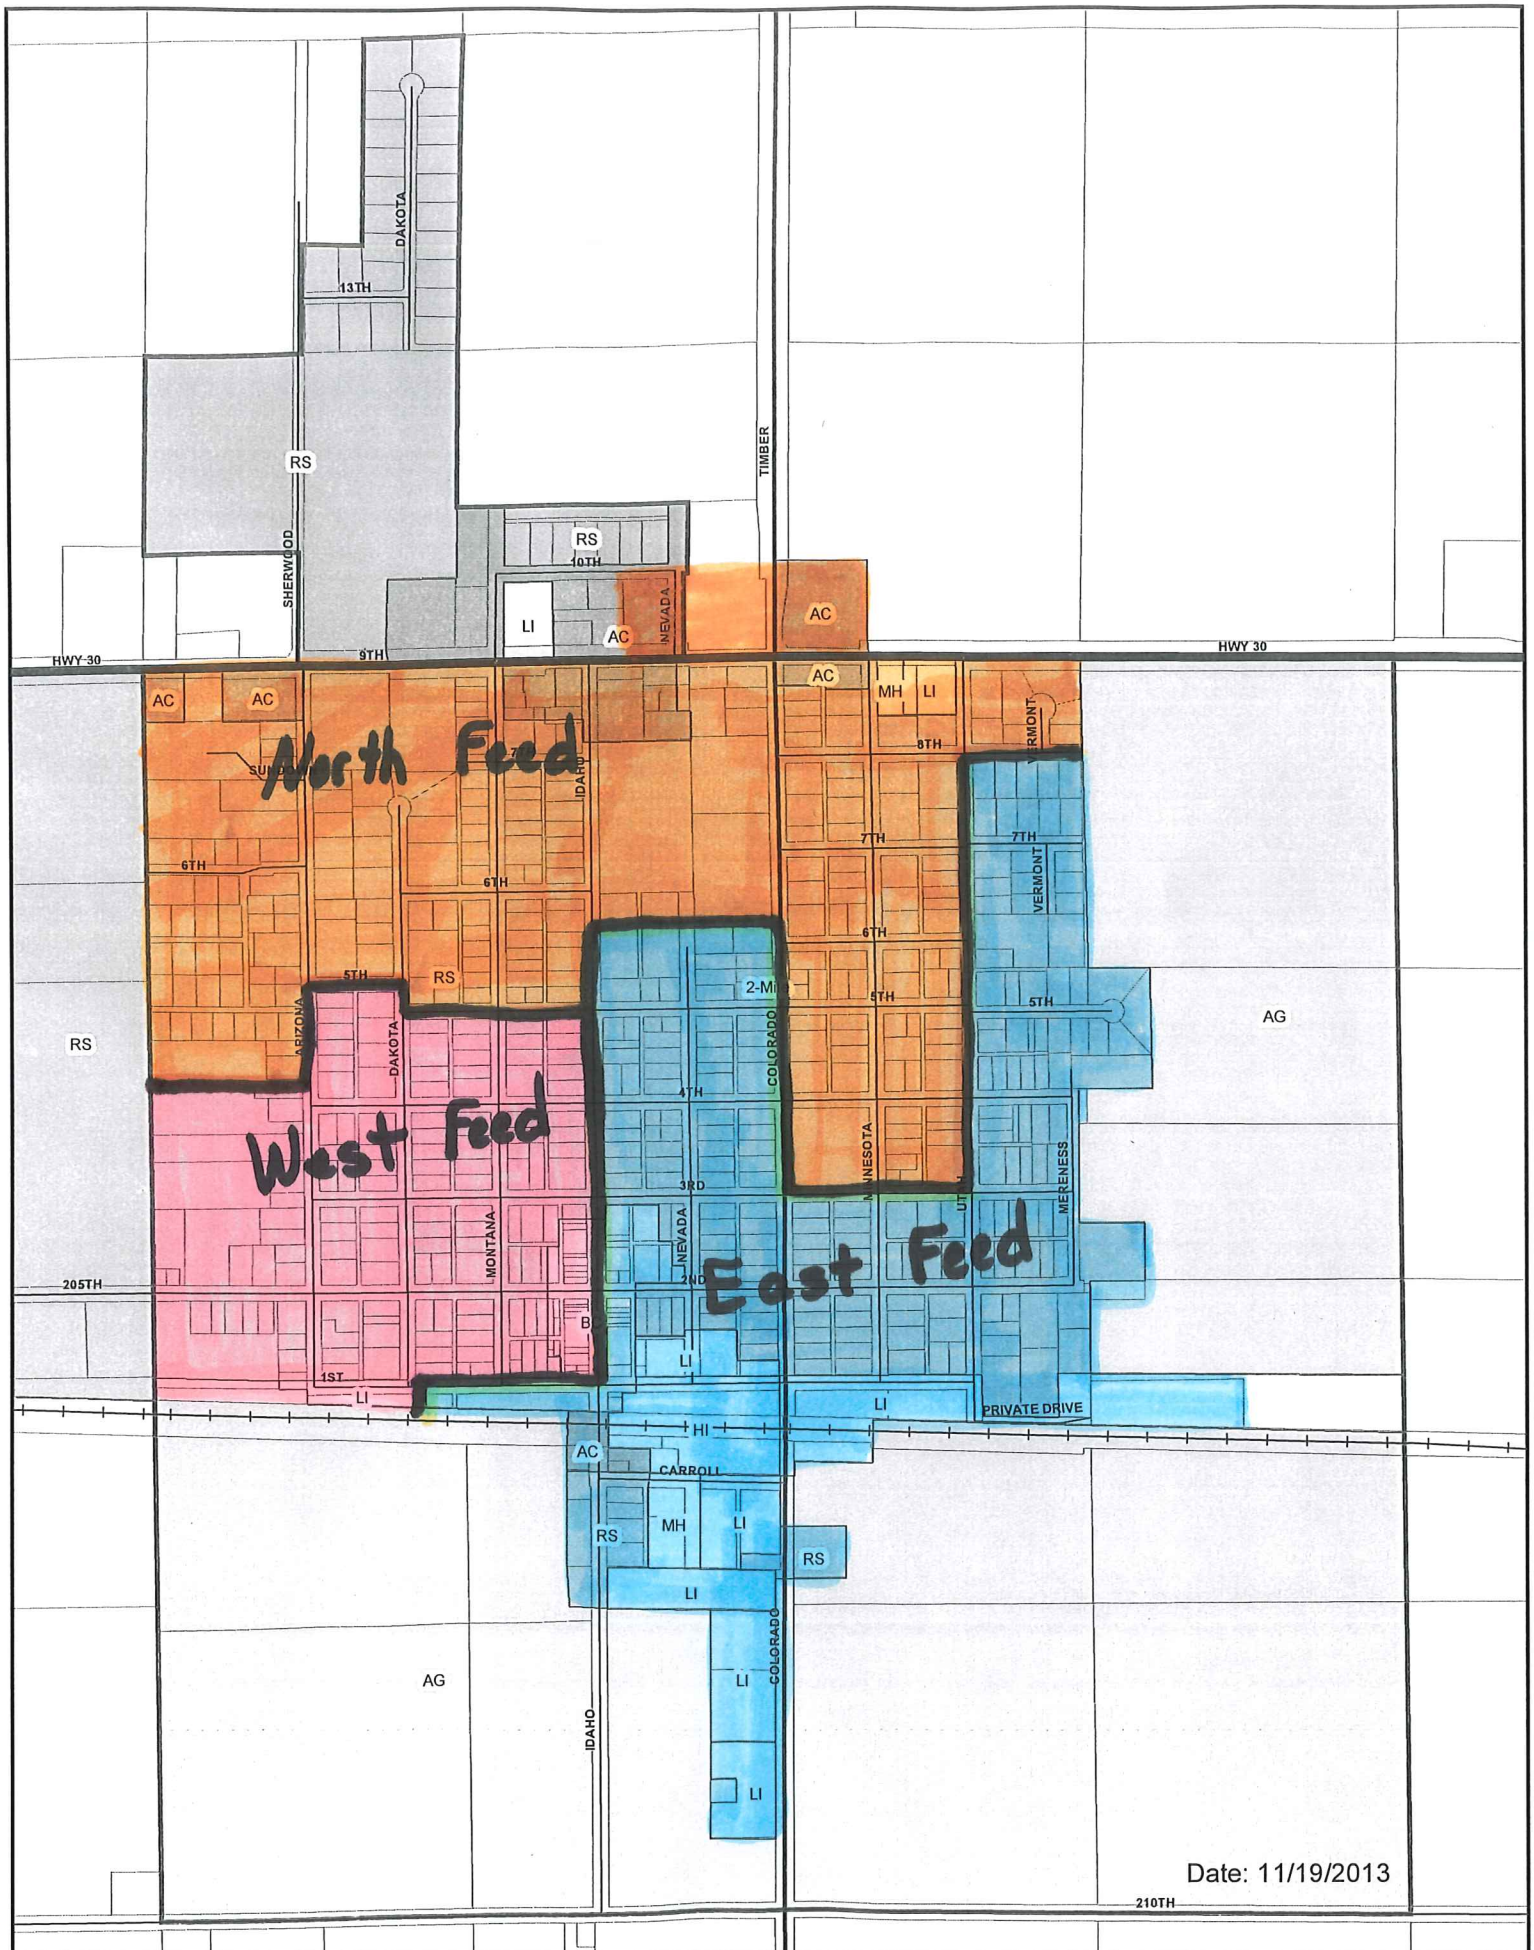 DAKOTA
13TH
TIMBER
RS
SHERWOOD
RS
10TH
NEVADA
AC
LI
AC
HWY 30
9TH
HWY 30
AC
AC
AC
MH
LI
VERMONT
8TH
North Feed
7TH
SUNDOWN
IDAHO
7TH
7TH
6TH
6TH
VERMONT
6TH
5TH
RS
2-Mi
5TH
5TH
ARIZONA
DAKOTA
COLORADO
AG
RS
4TH
West Feed
MINNESOTA
UTAH
MERENESS
3RD
MONTANA
NEVADA
East Feed
205TH
2ND
B
LI
1ST
LI
LI
PRIVATE DRIVE
HI
AC
CARROLL
RS
MH
LI
RS
LI
COLORADO
AG
LI
IDAHO
LI
Date: 11/19/2013
210TH